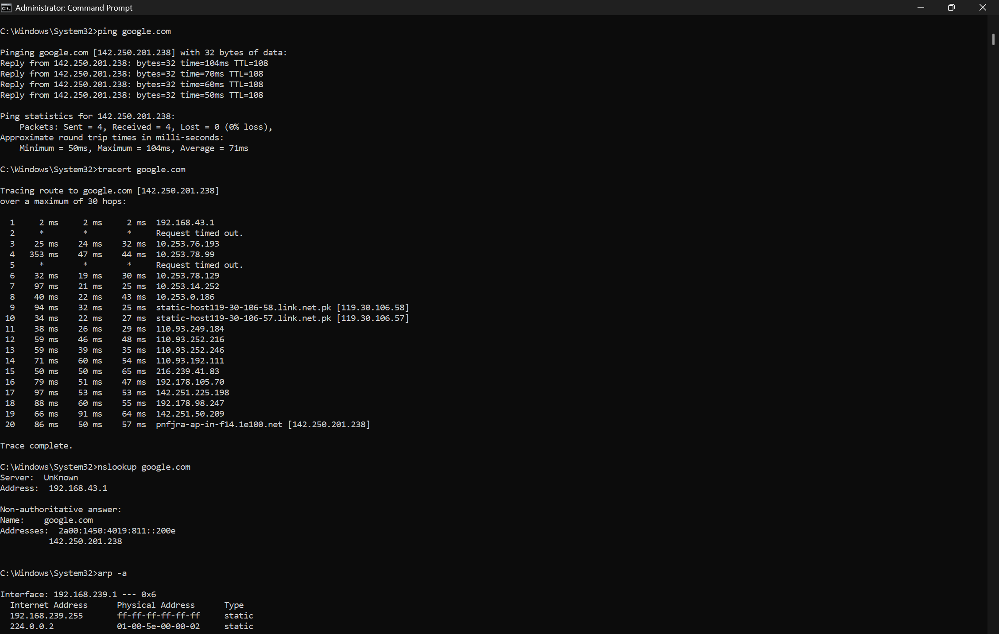 Administrator: Command Prompt
C:\Windows\System32>ping google.com
Pinging google.com [142.250.201.238] with 32 bytes of data:
Reply from 142.250.201.238: bytes=32 time=104ms TTL=108
Reply from 142.250.201.238: bytes=32 time=70ms TTL=108
Reply from 142.250.201.238: bytes=32 time=60ms TTL=108
Reply from 142.250.201.238: bytes=32 time=50ms TTL=108
Ping statistics for 142.250.201.238:
    Packets: Sent = 4, Received = 4, Lost = 0 (0% loss),
Approximate round trip times in milli-seconds:
    Minimum = 50ms, Maximum = 104ms, Average = 71ms
C:\Windows\System32>tracert google.com
Tracing route to google.com [142.250.201.238]
over a maximum of 30 hops:
  1     2 ms     2 ms     2 ms  192.168.43.1
  2     *        *        *     Request timed out.
  3    25 ms    24 ms    32 ms  10.253.76.193
  4   353 ms    47 ms    44 ms  10.253.78.99
  5     *        *        *     Request timed out.
  6    32 ms    19 ms    30 ms  10.253.78.129
  7    97 ms    21 ms    25 ms  10.253.14.252
  8    40 ms    22 ms    43 ms  10.253.0.186
  9    94 ms    32 ms    25 ms  static-host119-30-106-58.link.net.pk [119.30.106.58]
 10    34 ms    22 ms    27 ms  static-host119-30-106-57.link.net.pk [119.30.106.57]
 11    38 ms    26 ms    29 ms  110.93.249.184
 12    59 ms    46 ms    48 ms  110.93.252.216
 13    59 ms    39 ms    35 ms  110.93.252.246
 14    71 ms    60 ms    54 ms  110.93.192.111
 15    50 ms    50 ms    65 ms  216.239.41.83
 16    79 ms    51 ms    47 ms  192.178.105.70
 17    97 ms    53 ms    53 ms  142.251.225.198
 18    88 ms    60 ms    55 ms  192.178.98.247
 19    66 ms    91 ms    64 ms  142.251.50.209
 20    86 ms    50 ms    57 ms  pnfjra-ap-in-f14.1e100.net [142.250.201.238]
Trace complete.
C:\Windows\System32>nslookup google.com
Server:  UnKnown
Address:  192.168.43.1
Non-authoritative answer:
Name:    google.com
Addresses:  2a00:1450:4019:811::200e
          142.250.201.238
C:\Windows\System32>arp -a
Interface: 192.168.239.1 --- 0x6
  Internet Address      Physical Address      Type
  192.168.239.255       ff-ff-ff-ff-ff-ff     static
  224.0.0.2             01-00-5e-00-00-02     static